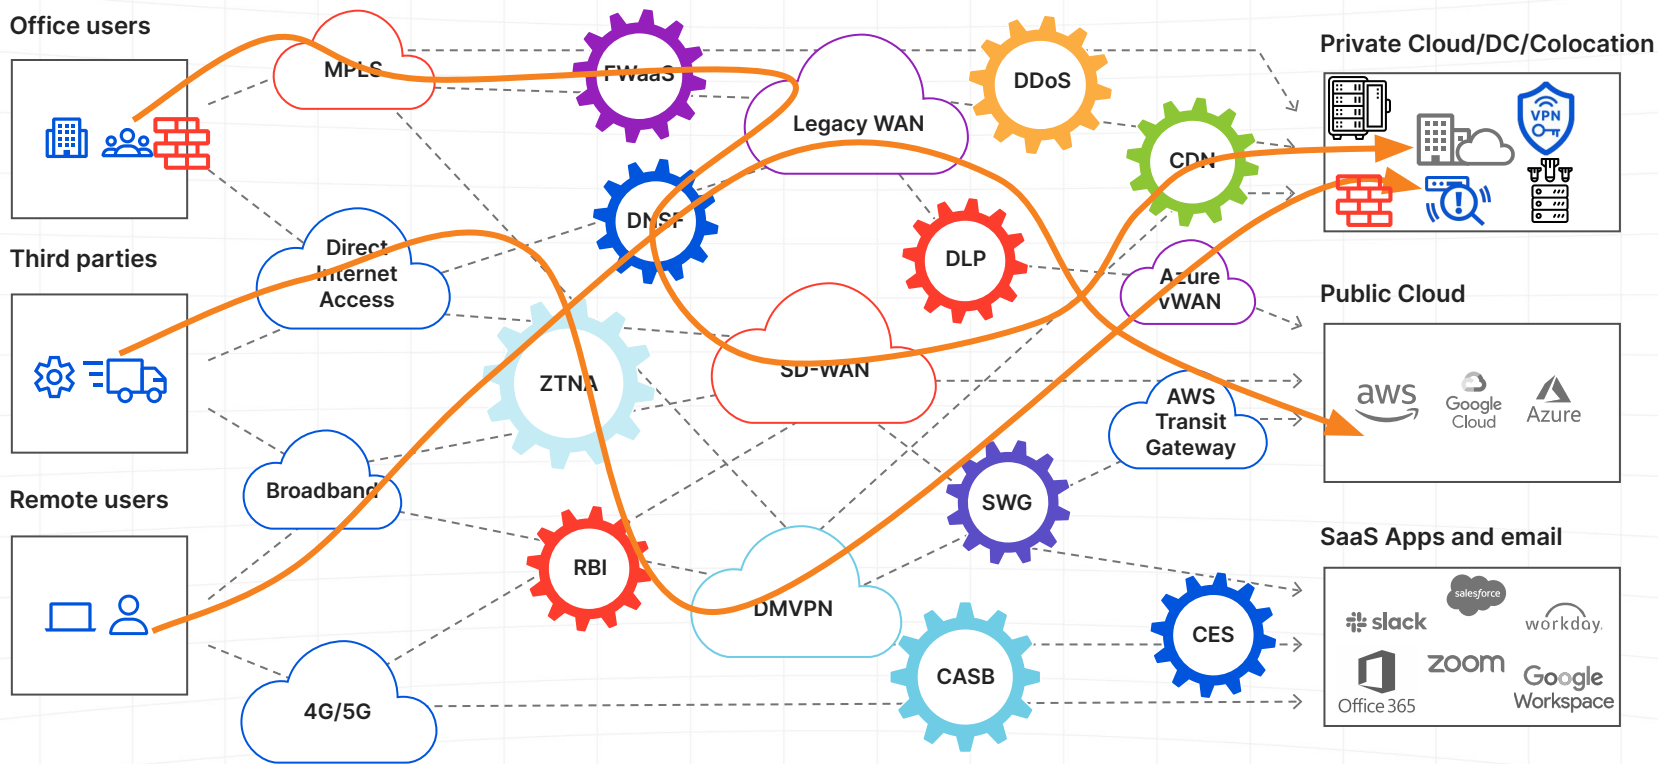 Office users
MPLS
FWaaS
Legacy WAN
DDoS
CDN
Private Cloud/DC/Colocation
VPN
Third parties
Direct
Internet
Access
DNSF
DLP
Azure
vWAN
Public Cloud
aws
Google
Cloud
Azure
ZTNA
SD-WAN
AWS
Transit
Gateway
Remote users
Broadband
RBI
SWG
DMVPN
4G/5G
CASB
CES
SaaS Apps and email
salesforce
slack
workday.
Office 365
zoom
Google
Workspace